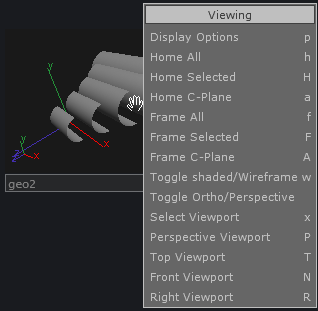 Viewing
Display Options p
Home All h
Home Selected H
Home C-Plane a
Frame All f
Frame Selected F
Frame C-Plane A
Toggle shaded/Wireframe w
Toggle Ortho/Perspective
Select Viewport x
Perspective Viewport P
Top Viewport T
Front Viewport N
Right Viewport R
y
x
y
z
x
geo2